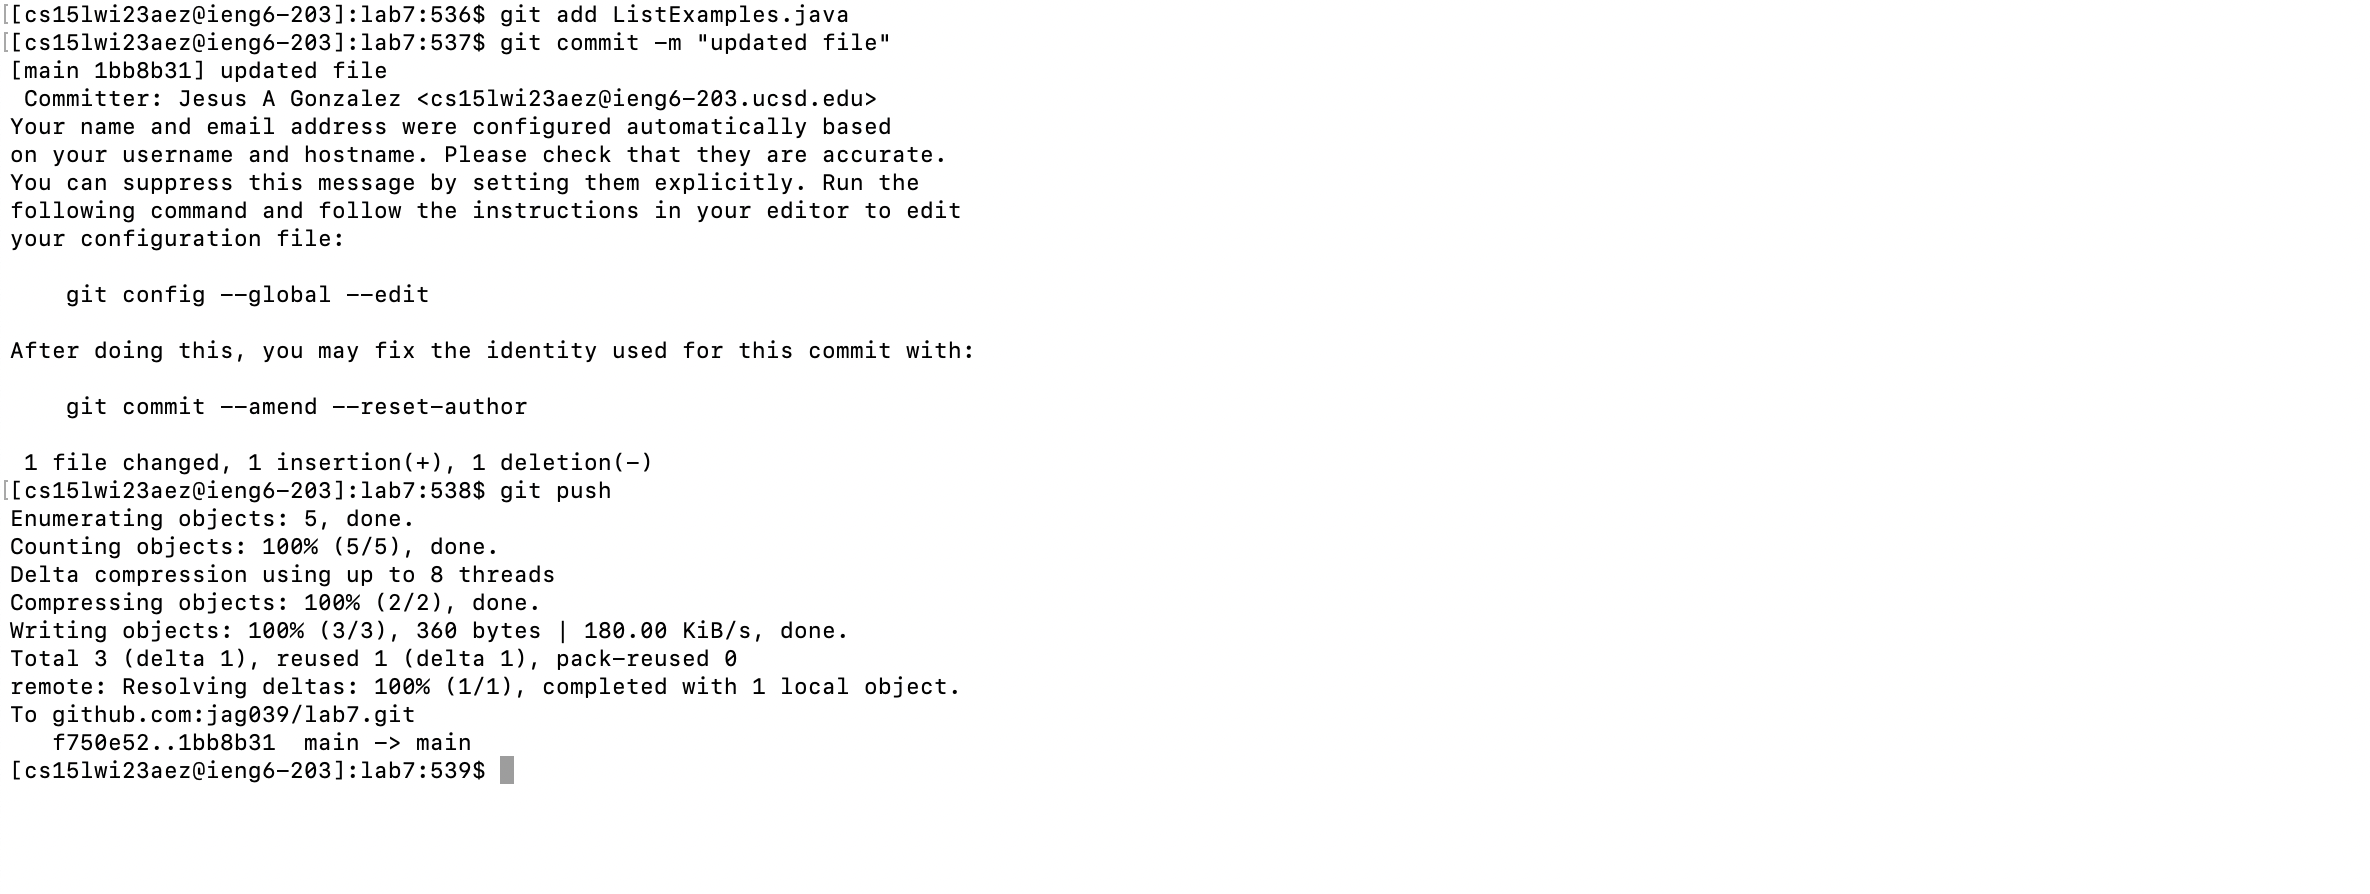 [[cs15lwi23aez@ieng6-203]:lab7:536$ git add ListExamples.java
[[cs15lwi23aez@ieng6-203]:lab7:537$ git commit -m "updated file"
[main 1bb8b31] updated file
 Committer: Jesus A Gonzalez <cs15lwi23aez@ieng6-203.ucsd.edu>
Your name and email address were configured automatically based
on your username and hostname. Please check that they are accurate.
You can suppress this message by setting them explicitly. Run the
following command and follow the instructions in your editor to edit
your configuration file:

    git config --global --edit

After doing this, you may fix the identity used for this commit with:

    git commit --amend --reset-author

 1 file changed, 1 insertion(+), 1 deletion(-)
[[cs15lwi23aez@ieng6-203]:lab7:538$ git push
Enumerating objects: 5, done.
Counting objects: 100% (5/5), done.
Delta compression using up to 8 threads
Compressing objects: 100% (2/2), done.
Writing objects: 100% (3/3), 360 bytes | 180.00 KiB/s, done.
Total 3 (delta 1), reused 1 (delta 1), pack-reused 0
remote: Resolving deltas: 100% (1/1), completed with 1 local object.
To github.com:jag039/lab7.git
   f750e52..1bb8b31  main -> main
[cs15lwi23aez@ieng6-203]:lab7:539$